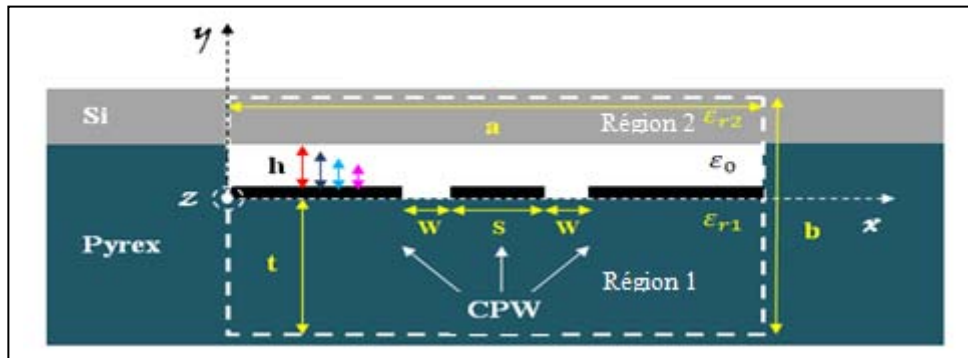 y
Si
Région 2 εr2
a
h
ε0
z
w s w
εr1
x
Pyrex
t
b
Région 1
CPW